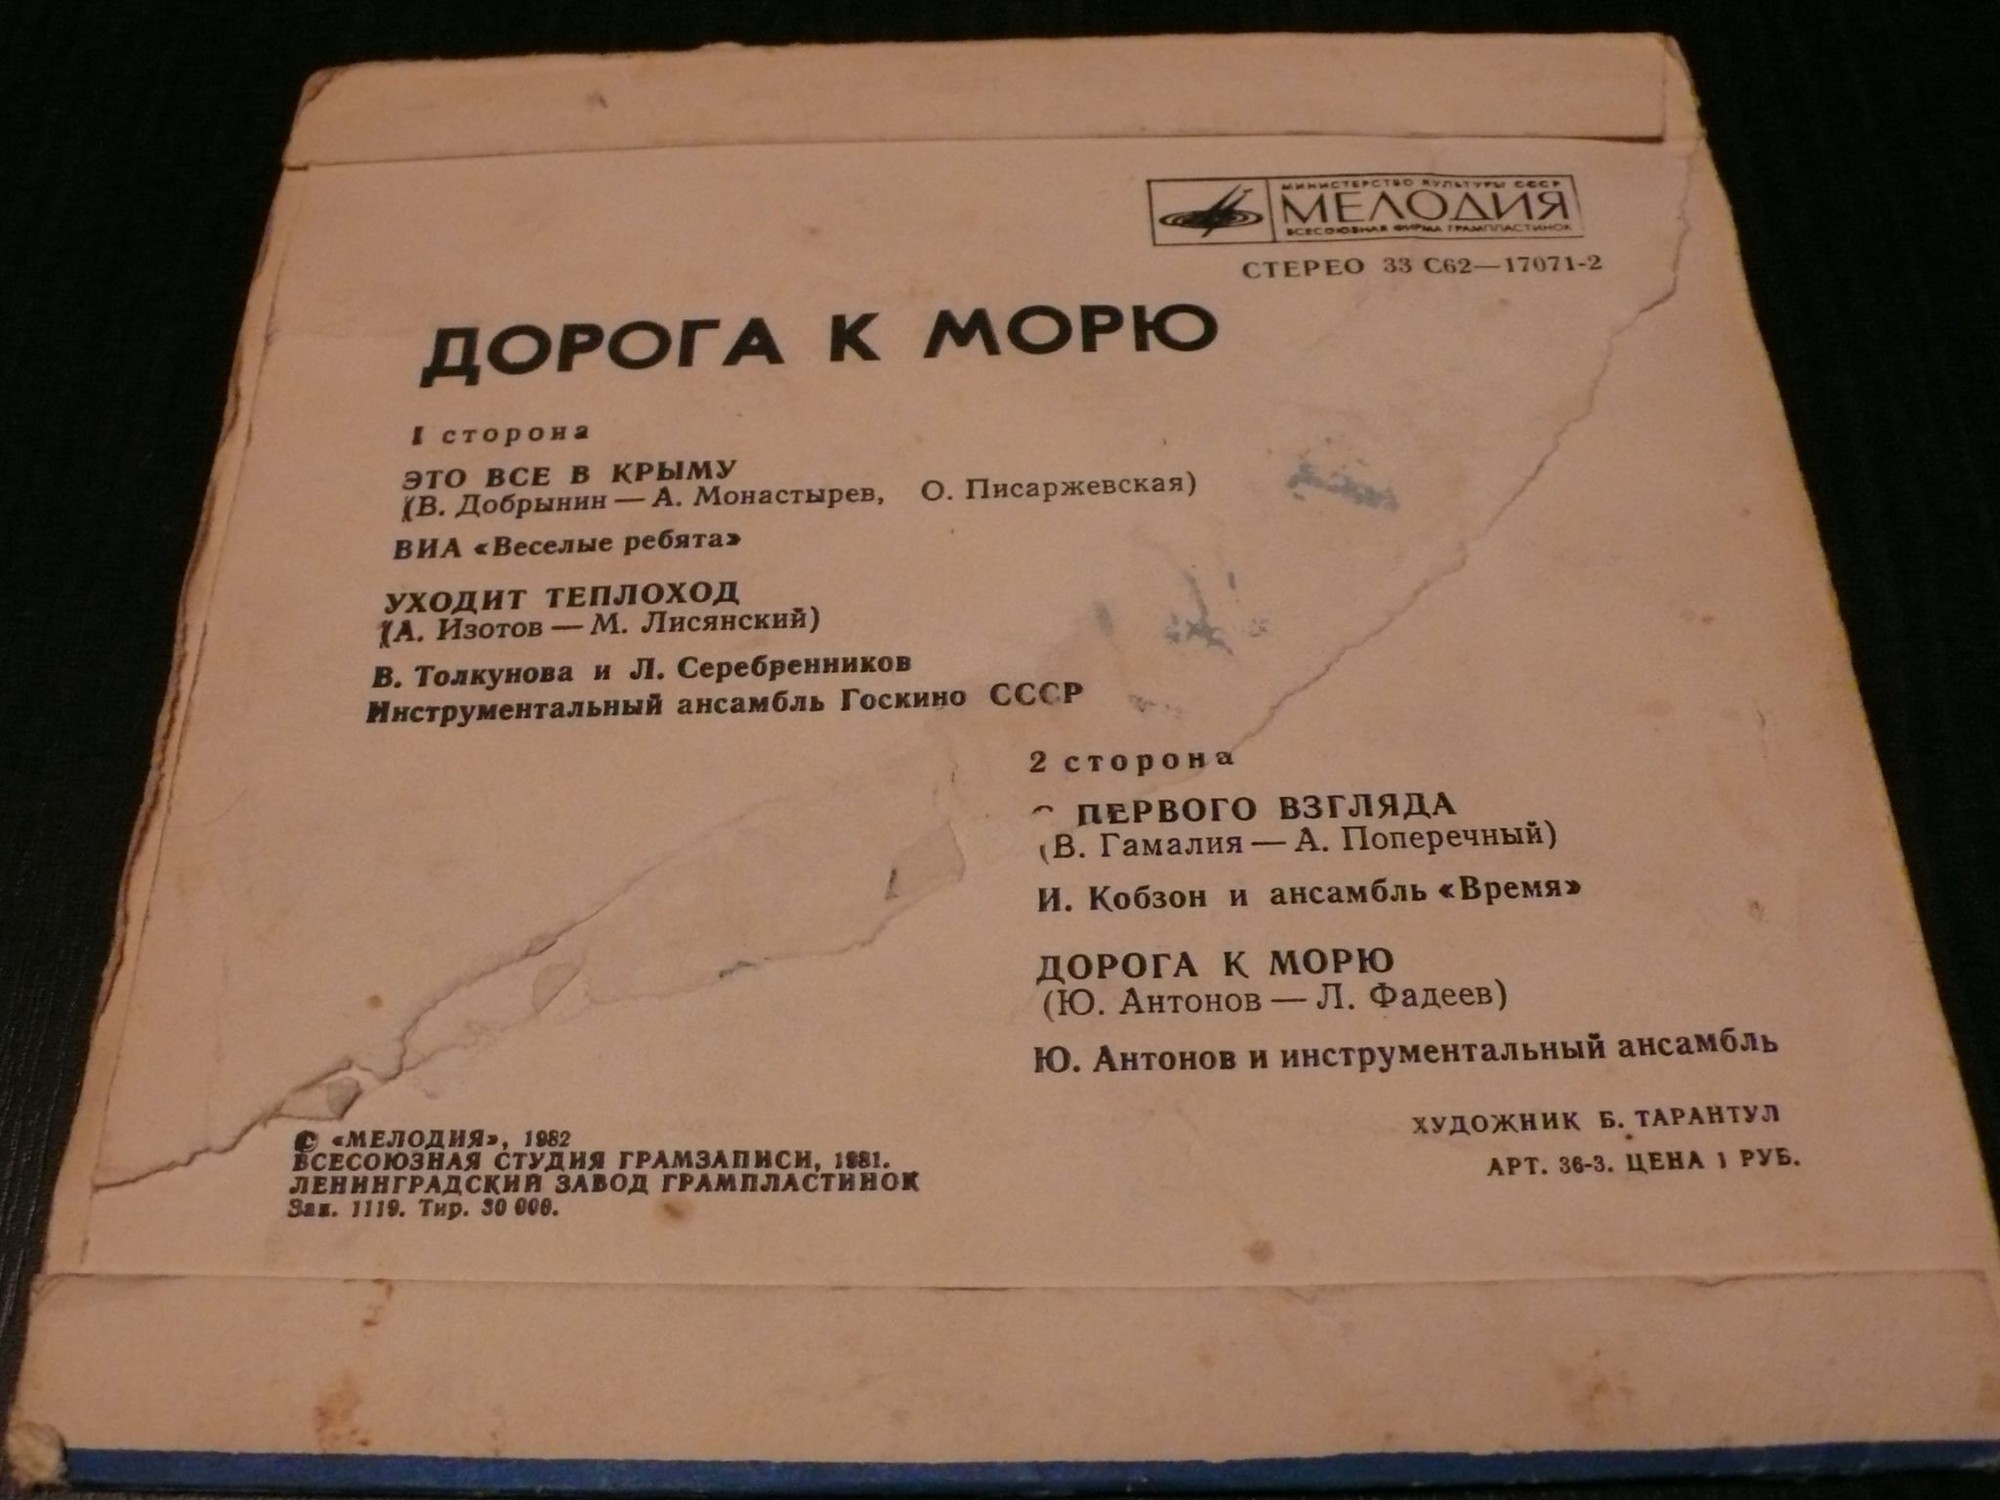 МИНИСТЕРСТВО КУЛЬТУРЫ СССР
МЕЛОДИЯ
ВСЕСОЮЗНАЯ ФИРМА ГРАМПЛАСТИНОК
СТЕРЕО 33 С62—17071-2
ДОРОГА К МОРЮ
1 сторона
ЭТО ВСЕ В КРЫМУ
(В. Добрынин — А. Монастырев, О. Писаржевская)
ВИА «Веселые ребята»
УХОДИТ ТЕПЛОХОД
(А. Изотов — М. Лисянский)
В. Толкунова и Л. Серебренников
Инструментальный ансамбль Госкино СССР
2 сторона
С ПЕРВОГО ВЗГЛЯДА
(В. Гамалия — А. Поперечный)
И. Кобзон и ансамбль «Время»
ДОРОГА К МОРЮ
(Ю. Антонов — Л. Фадеев)
Ю. Антонов и инструментальный ансамбль
ХУДОЖНИК Б. ТАРАНТУЛ
АРТ. 36-3. ЦЕНА 1 РУБ.
© «МЕЛОДИЯ», 1982
ВСЕСОЮЗНАЯ СТУДИЯ ГРАМЗАПИСИ, 1981.
ЛЕНИНГРАДСКИЙ ЗАВОД ГРАМПЛАСТИНОК
Зак. 1119. Тир. 30 000.